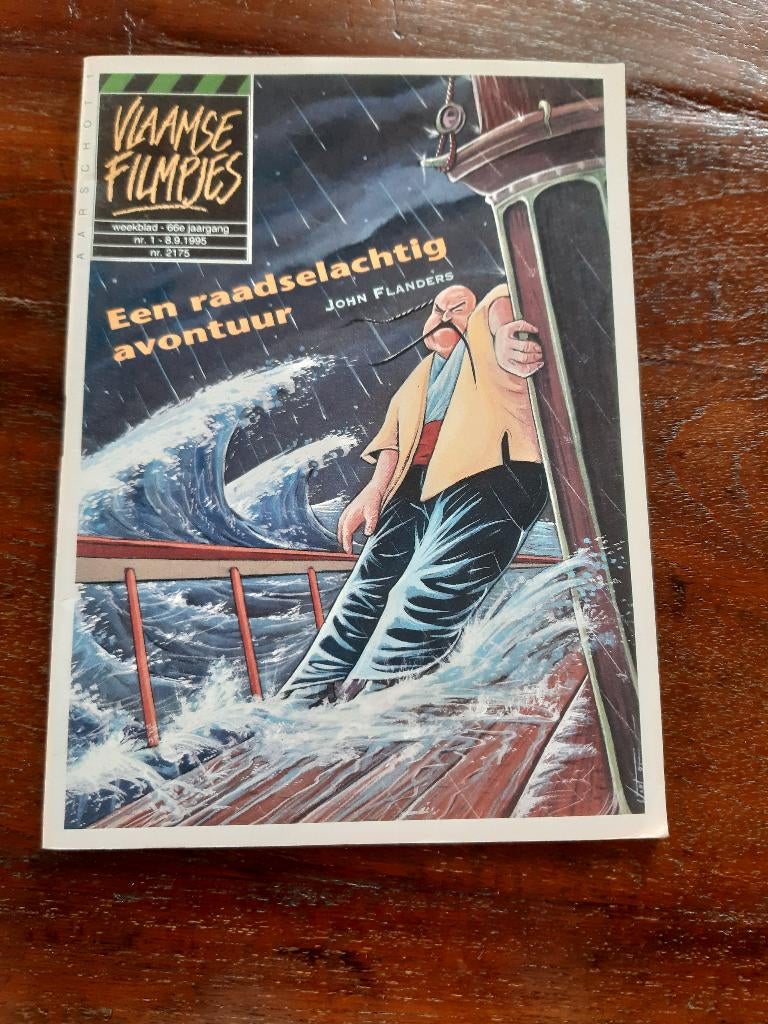 AARSCHOT 1
VLAAMSE
FILMPJES
weekblad - 66e jaargang
nr. 1 - 8.9.1995
nr. 2175
Een raadselachtig
avontuur
JOHN FLANDERS